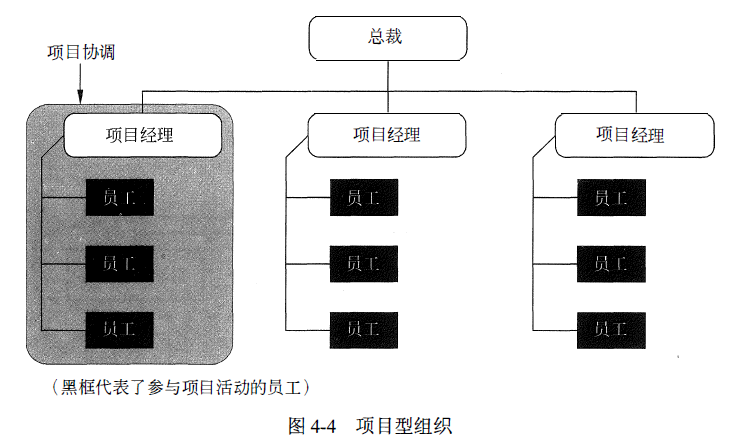 总裁
项目协调
项目经理 项目经理 项目经理
员工 员工 员工
员工 员工 员工
员工 员工 员工
（黑框代表了参与项目活动的员工）
图 4-4 项目型组织